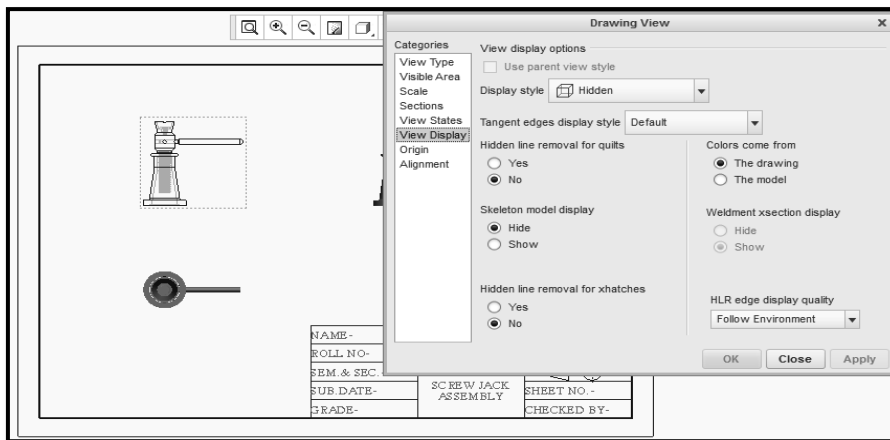 Drawing View
Categories
View Type
Visible Area
Scale
Sections
View States
View Display
Origin
Alignment
View display options
Use parent view style
Display style Hidden
Tangent edges display style Default
Hidden line removal for quilts
Yes
No
Colors come from
The drawing
The model
Skeleton model display
Hide
Show
Weldment xsection display
Hide
Show
Hidden line removal for xhatches
Yes
No
HLR edge display quality
Follow Environment
OK Close Apply
NAME-
ROLL NO-
SEM.& SEC.-
SUB.DATE-
GRADE-
SCREW JACK
ASSEMBLY
SHEET NO.-
CHECKED BY-